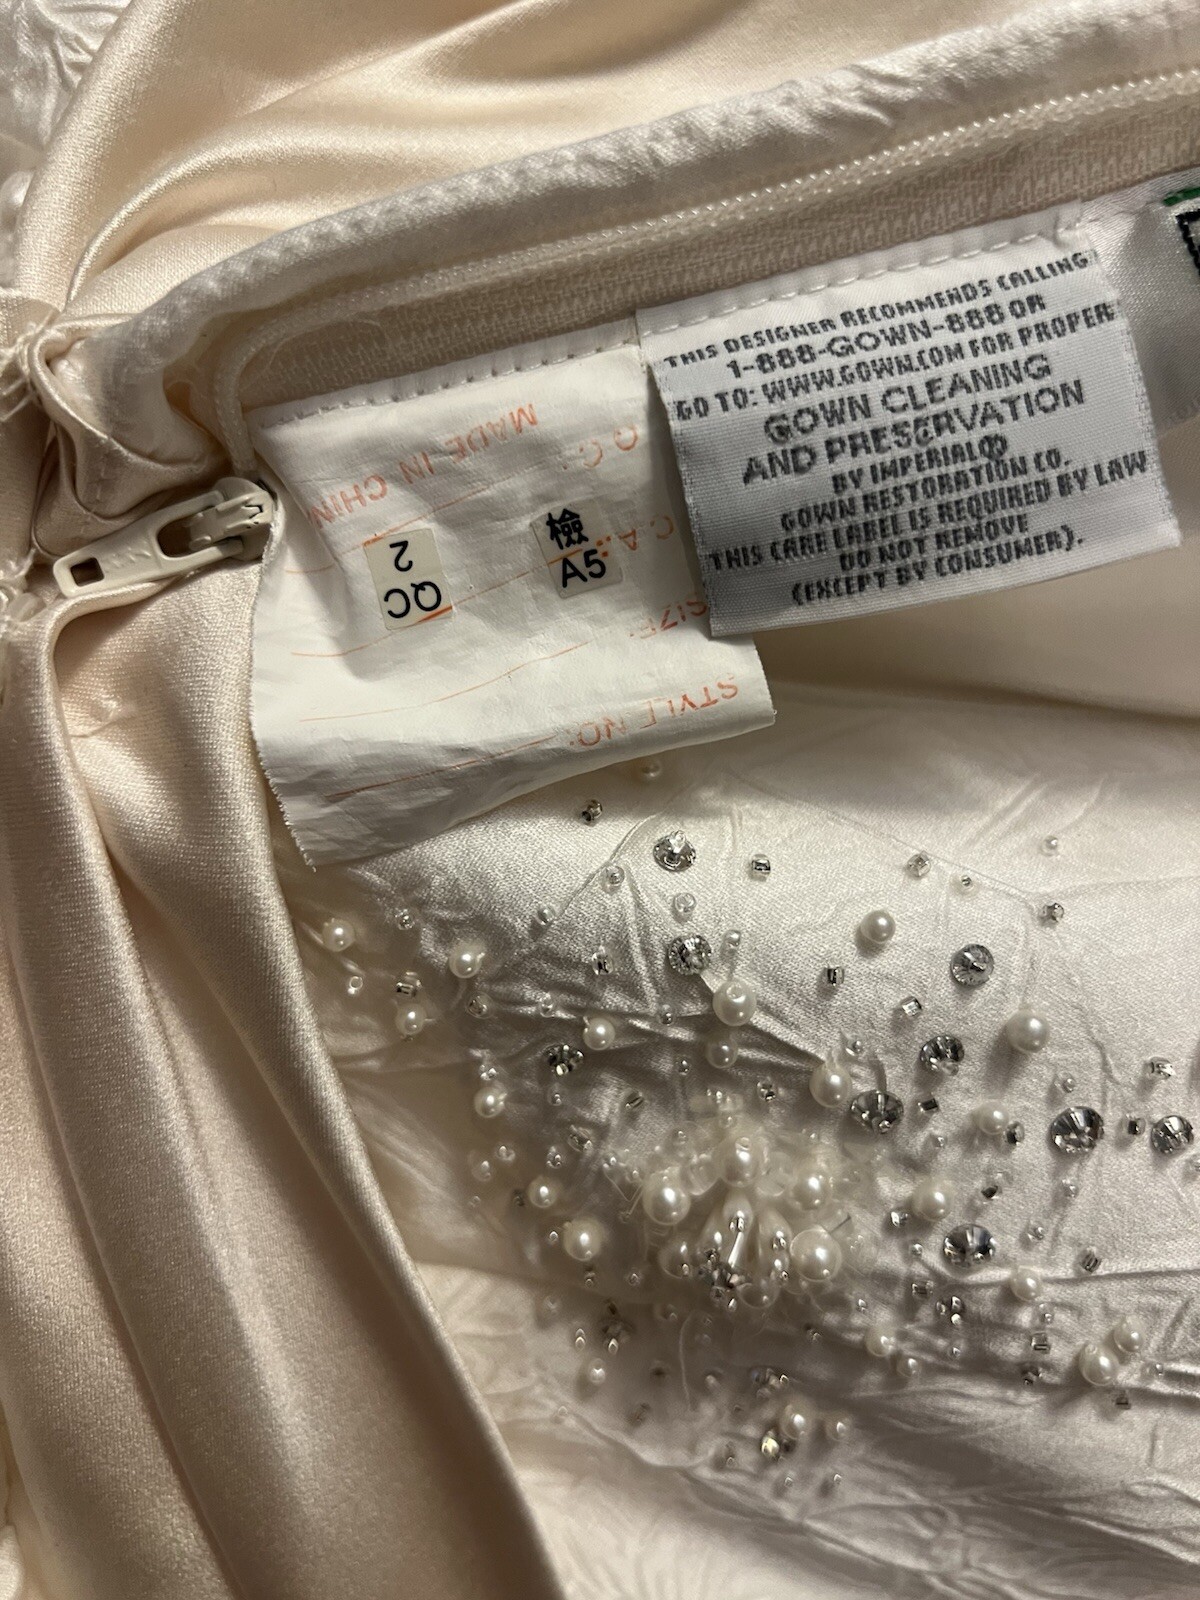 THIS DESIGNER RECOMMENDS CALLING
1-888-GOWN-888 OR
GO TO: WWW.GOWN.COM FOR PROPER
GOWN CLEANING
AND PRESERVATION
BY IMPERIAL®
GOWN RESTORATION CO.
THIS CARE LABEL IS REQUIRED BY LAW
DO NOT REMOVE
(EXCEPT BY CONSUMER).
STYLE NO:
SIZE:
C.A.:
Q.C.:
MADE IN CHIN
檢
A5
QC
2